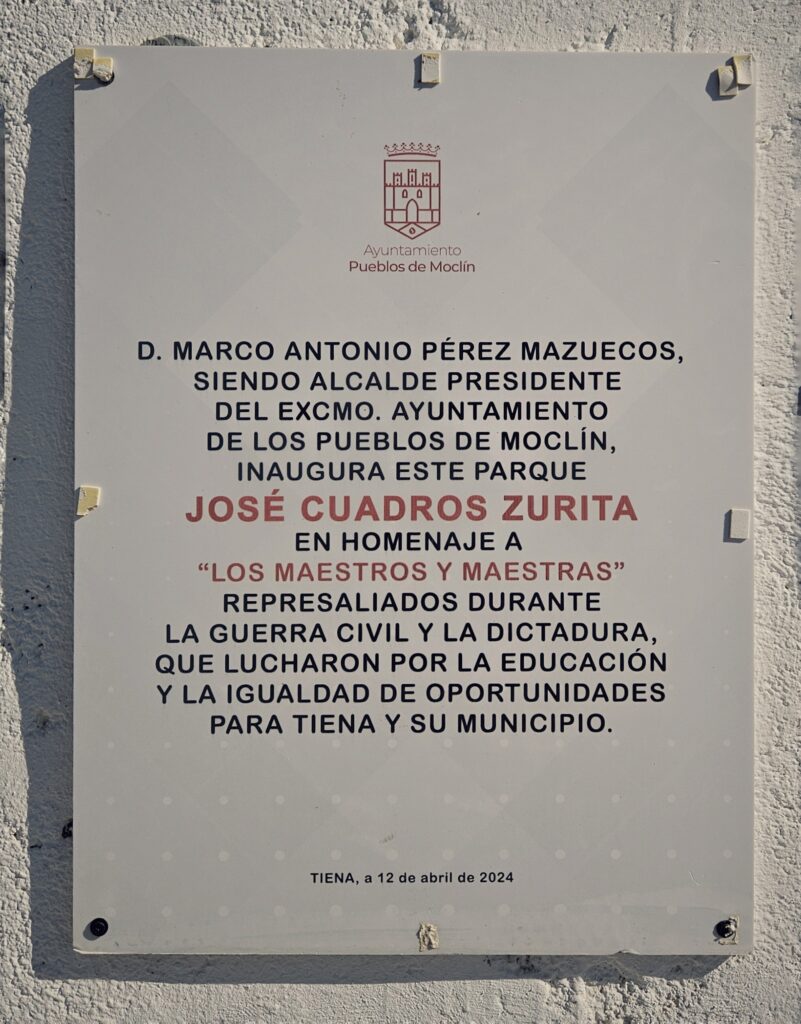 Ayuntamiento
Pueblos de Moclín
D. MARCO ANTONIO PÉREZ MAZUECOS,
SIENDO ALCALDE PRESIDENTE
DEL EXCMO. AYUNTAMIENTO
DE LOS PUEBLOS DE MOCLÍN,
INAUGURA ESTE PARQUE
JOSÉ CUADROS ZURITA
EN HOMENAJE A
“LOS MAESTROS Y MAESTRAS”
REPRESALIADOS DURANTE
LA GUERRA CIVIL Y LA DICTADURA,
QUE LUCHARON POR LA EDUCACIÓN
Y LA IGUALDAD DE OPORTUNIDADES
PARA TIENA Y SU MUNICIPIO.
TIENA, a 12 de abril de 2024